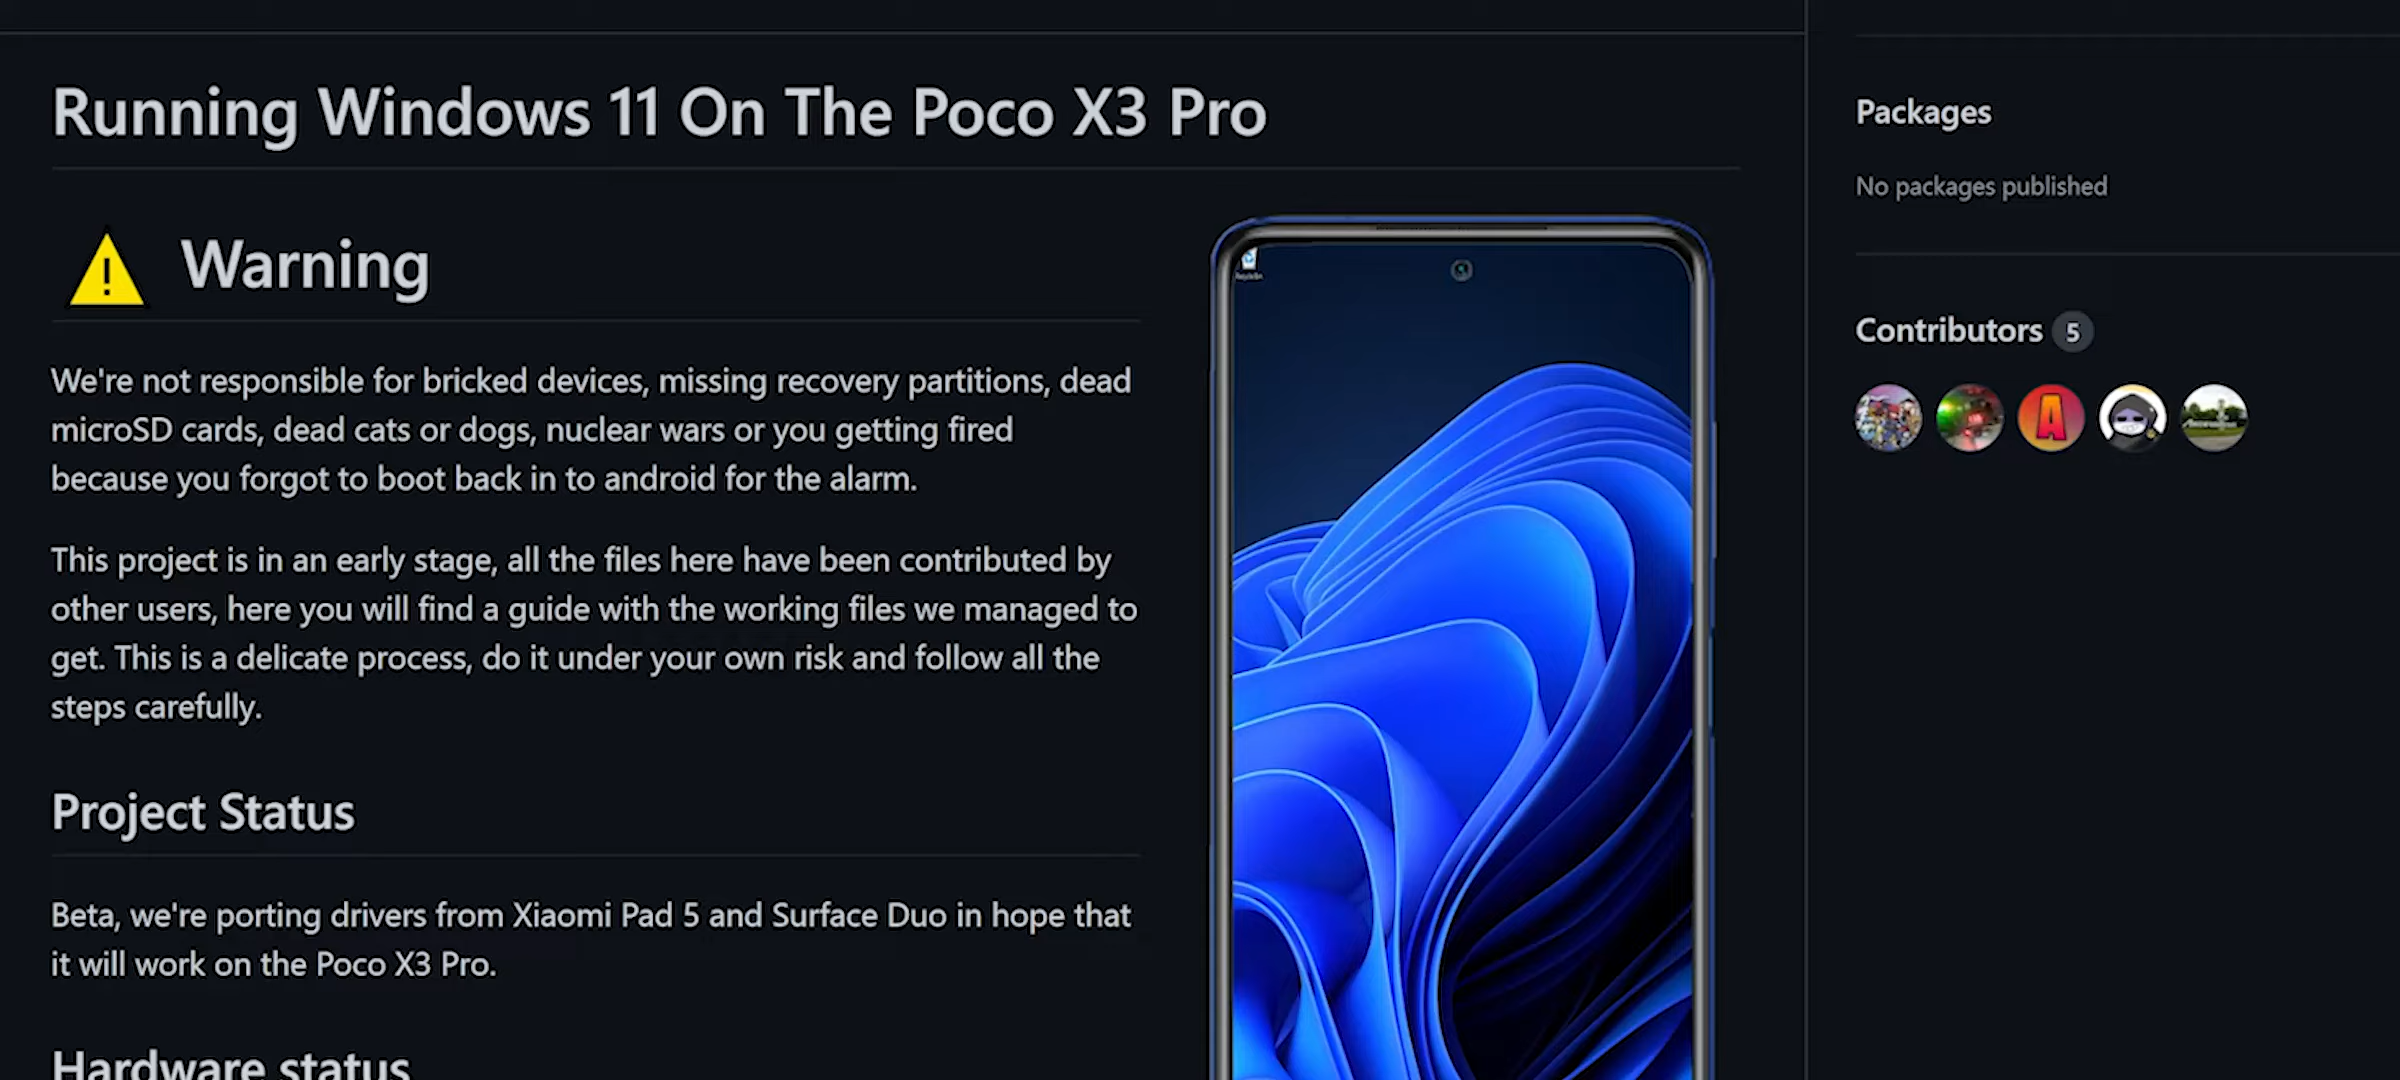 Running Windows 11 On The Poco X3 Pro
Warning
We're not responsible for bricked devices, missing recovery partitions, dead
microSD cards, dead cats or dogs, nuclear wars or you getting fired
because you forgot to boot back in to android for the alarm.
This project is in an early stage, all the files here have been contributed by
other users, here you will find a guide with the working files we managed to
get. This is a delicate process, do it under your own risk and follow all the
steps carefully.
Project Status
Beta, we're porting drivers from Xiaomi Pad 5 and Surface Duo in hope that
it will work on the Poco X3 Pro.
Hardware status
Packages
No packages published
Contributors 5
A